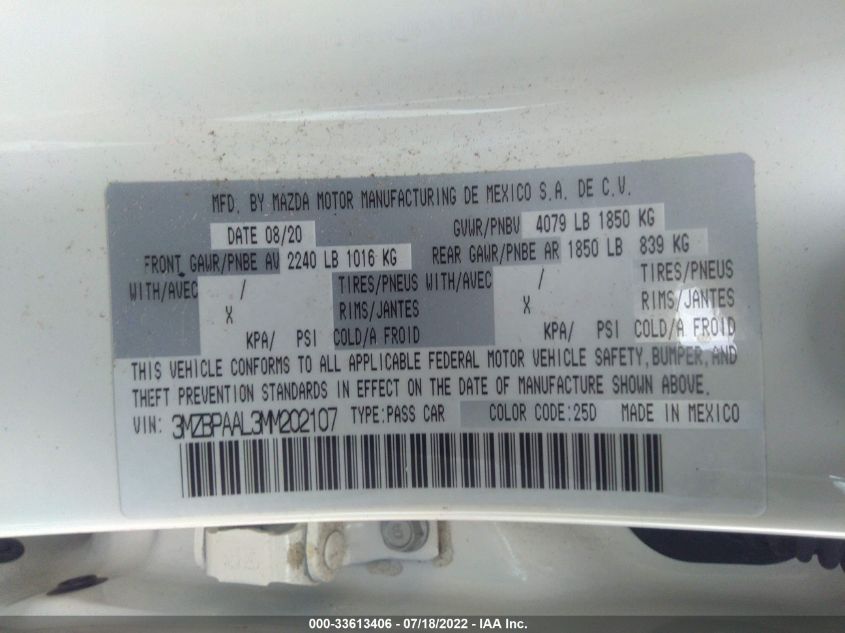 MFD. BY MAZDA MOTOR MANUFACTURING DE MEXICO S.A. DE C.V.
DATE 08/20 GVWR/PNBV 4079 LB 1850 KG
FRONT GAWR/PNBE AV 2240 LB 1016 KG REAR GAWR/PNBE AR 1850 LB 839 KG
WITH/AVEC / TIRES/PNEUS WITH/AVEC / TIRES/PNEUS
X RIMS/JANTES X RIMS/JANTES
KPA/ PSI COLD/A FROID KPA/ PSI COLD/A FROID
THIS VEHICLE CONFORMS TO ALL APPLICABLE FEDERAL MOTOR VEHICLE SAFETY, BUMPER, AND
THEFT PREVENTION STANDARDS IN EFFECT ON THE DATE OF MANUFACTURE SHOWN ABOVE.
VIN: 3MZBPAAL3MM202107 TYPE:PASS CAR COLOR CODE:25D MADE IN MEXICO
000-33613406 - 07/18/2022 - IAA Inc.